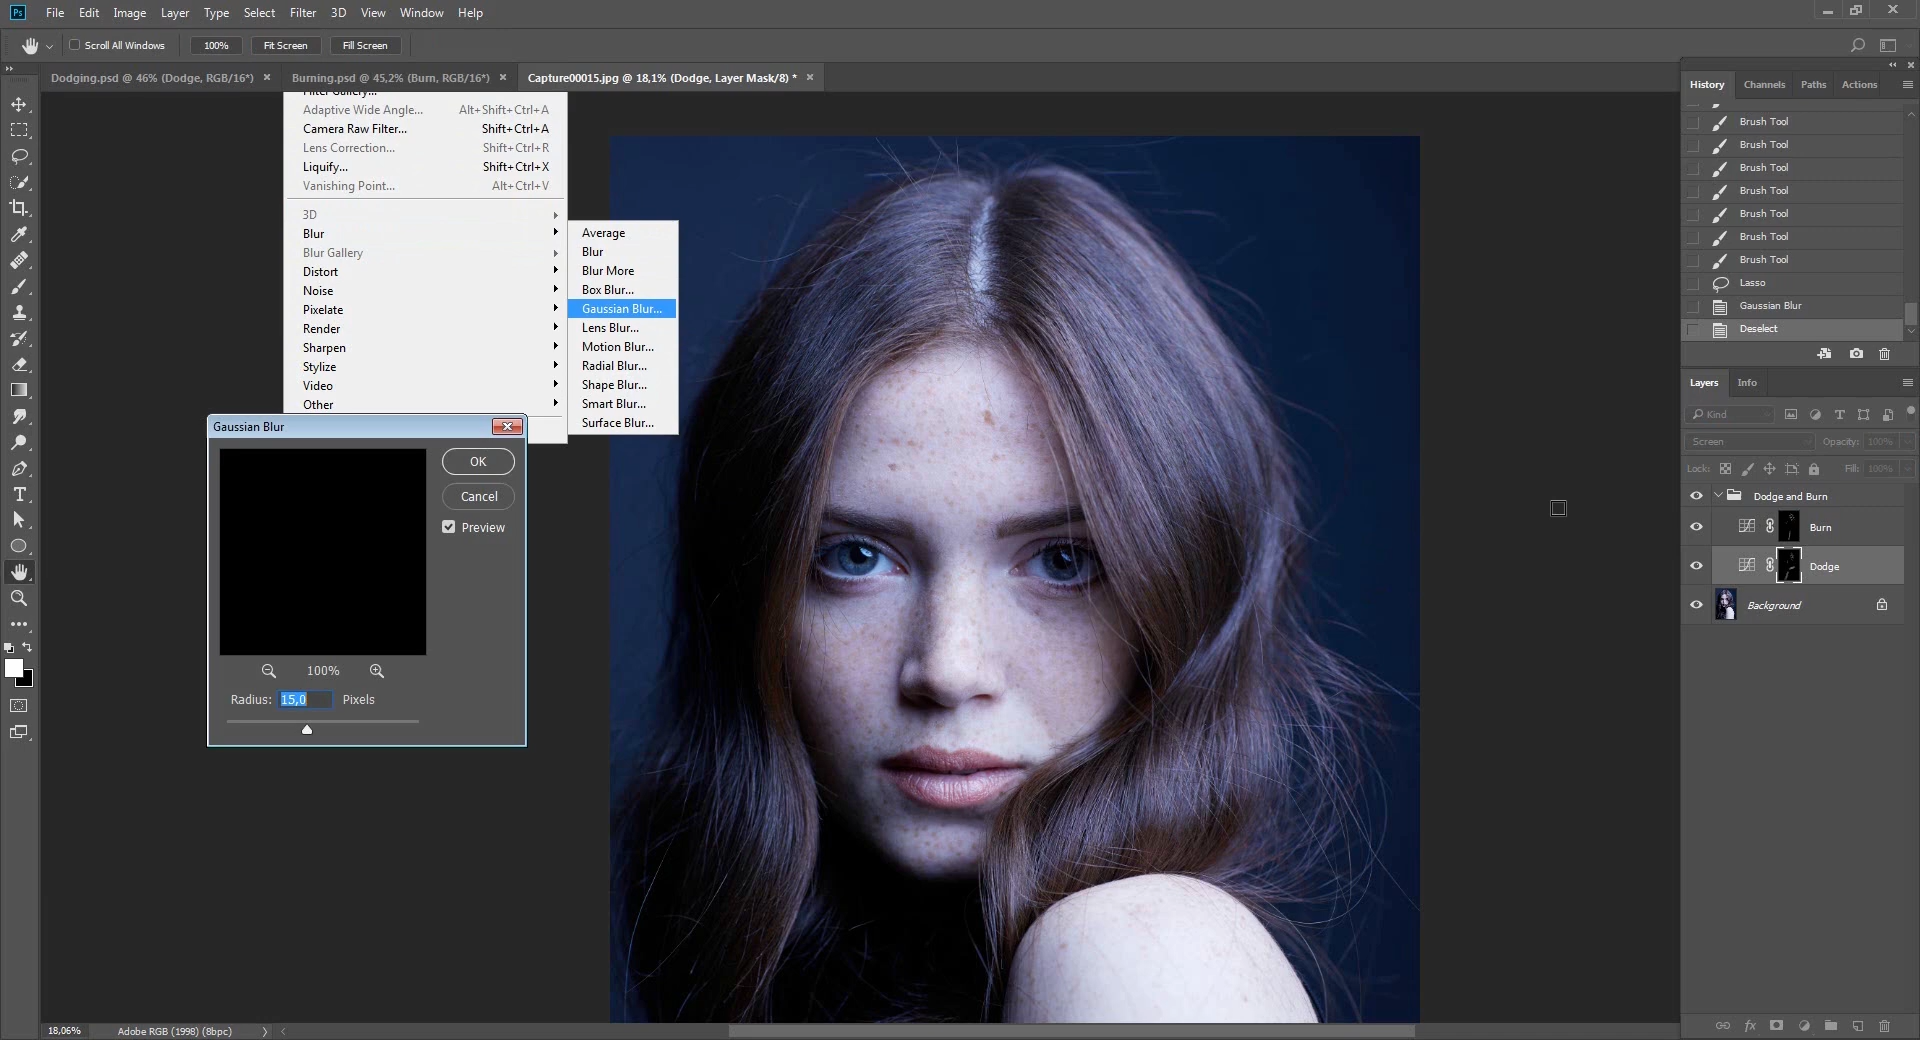 Ps File Edit Image Layer Type Select Filter 3D View Window Help
Scroll All Windows 100% Fit Screen Fill Screen
Dodging.psd @ 46% (Dodge, RGB/16*) Burning.psd @ 45,2% (Burn, RGB/16*) Capture00015.jpg @ 18,1% (Dodge, Layer Mask/8) *
Filter Gallery...
Adaptive Wide Angle... Alt+Shift+Ctrl+A
Camera Raw Filter... Shift+Ctrl+A
Lens Correction... Shift+Ctrl+R
Liquify... Shift+Ctrl+X
Vanishing Point... Alt+Ctrl+V
3D
Blur
Blur Gallery
Distort
Noise
Pixelate
Render
Sharpen
Stylize
Video
Other
Average
Blur
Blur More
Box Blur...
Gaussian Blur...
Lens Blur...
Motion Blur...
Radial Blur...
Shape Blur...
Smart Blur...
Surface Blur...
Gaussian Blur
OK
Cancel
Preview
100%
Radius: 15,0 Pixels
History Channels Paths Actions
Brush Tool
Brush Tool
Brush Tool
Brush Tool
Brush Tool
Brush Tool
Brush Tool
Lasso
Gaussian Blur
Deselect
Layers Info
Kind
Screen Opacity: 100%
Lock: Fill: 100%
Dodge and Burn
Burn
Dodge
Background
18,06% Adobe RGB (1998) (8bpc)